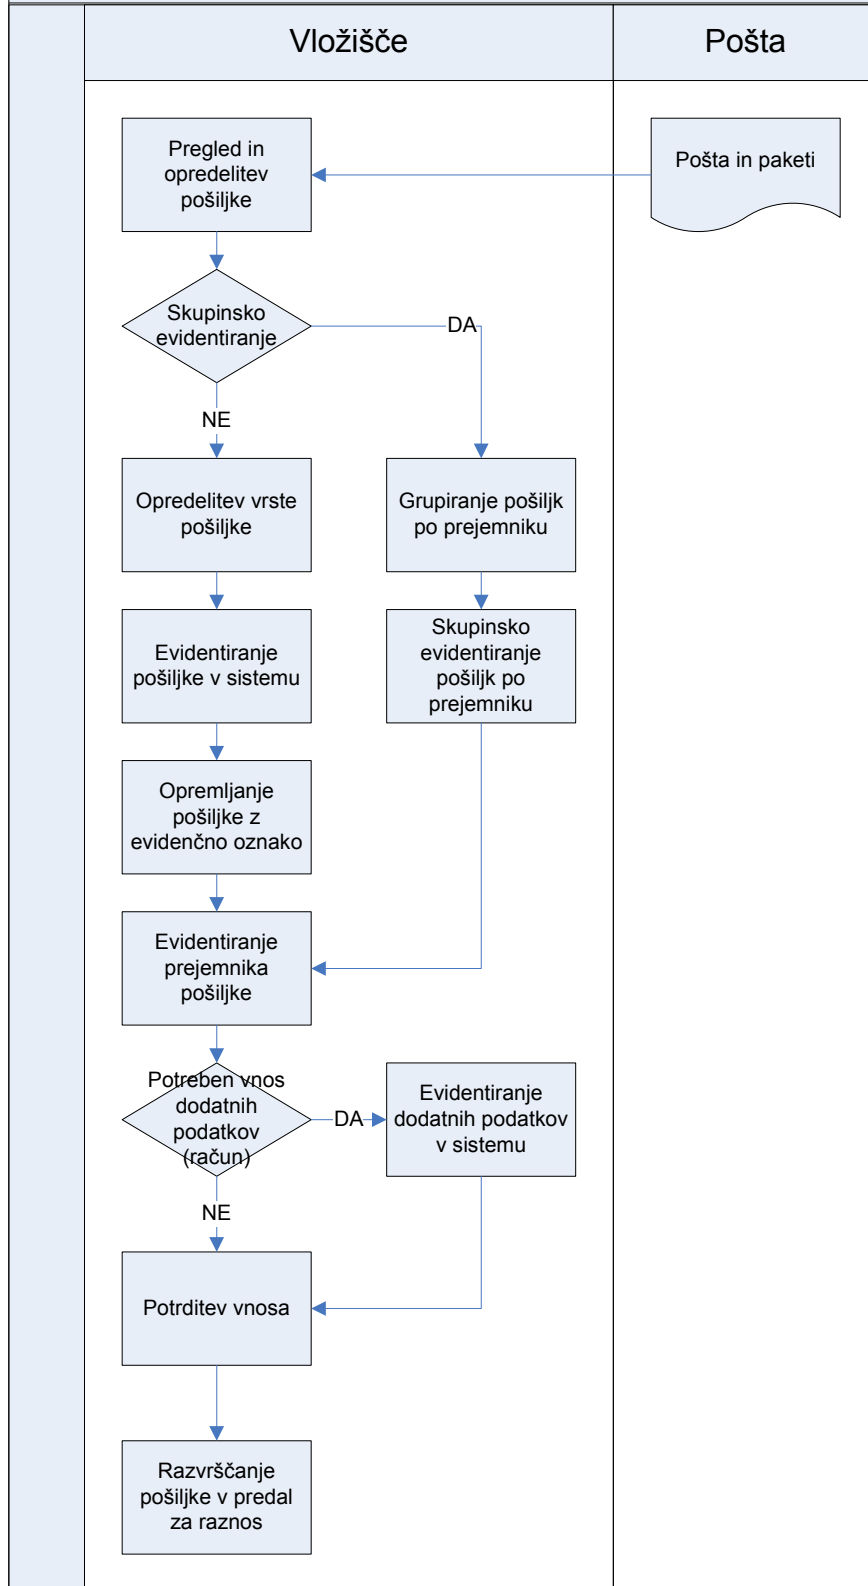 Vložišče
Pošta
Pregled in
opredelitev
pošiljke
Pošta in paketi
Skupinsko
evidentiranje
DA
NE
Opredelitev vrste
pošiljke
Grupiranje pošiljk
po prejemniku
Evidentiranje
pošiljke v sistemu
Skupinsko
evidentiranje
pošiljk po
prejemniku
Opremljanje
pošiljke z
evidenčno oznako
Evidentiranje
prejemnika
pošiljke
Potreben vnos
dodatnih
podatkov
(račun)
DA
Evidentiranje
dodatnih podatkov
v sistemu
NE
Potrditev vnosa
Razvrščanje
pošiljke v predal
za raznos